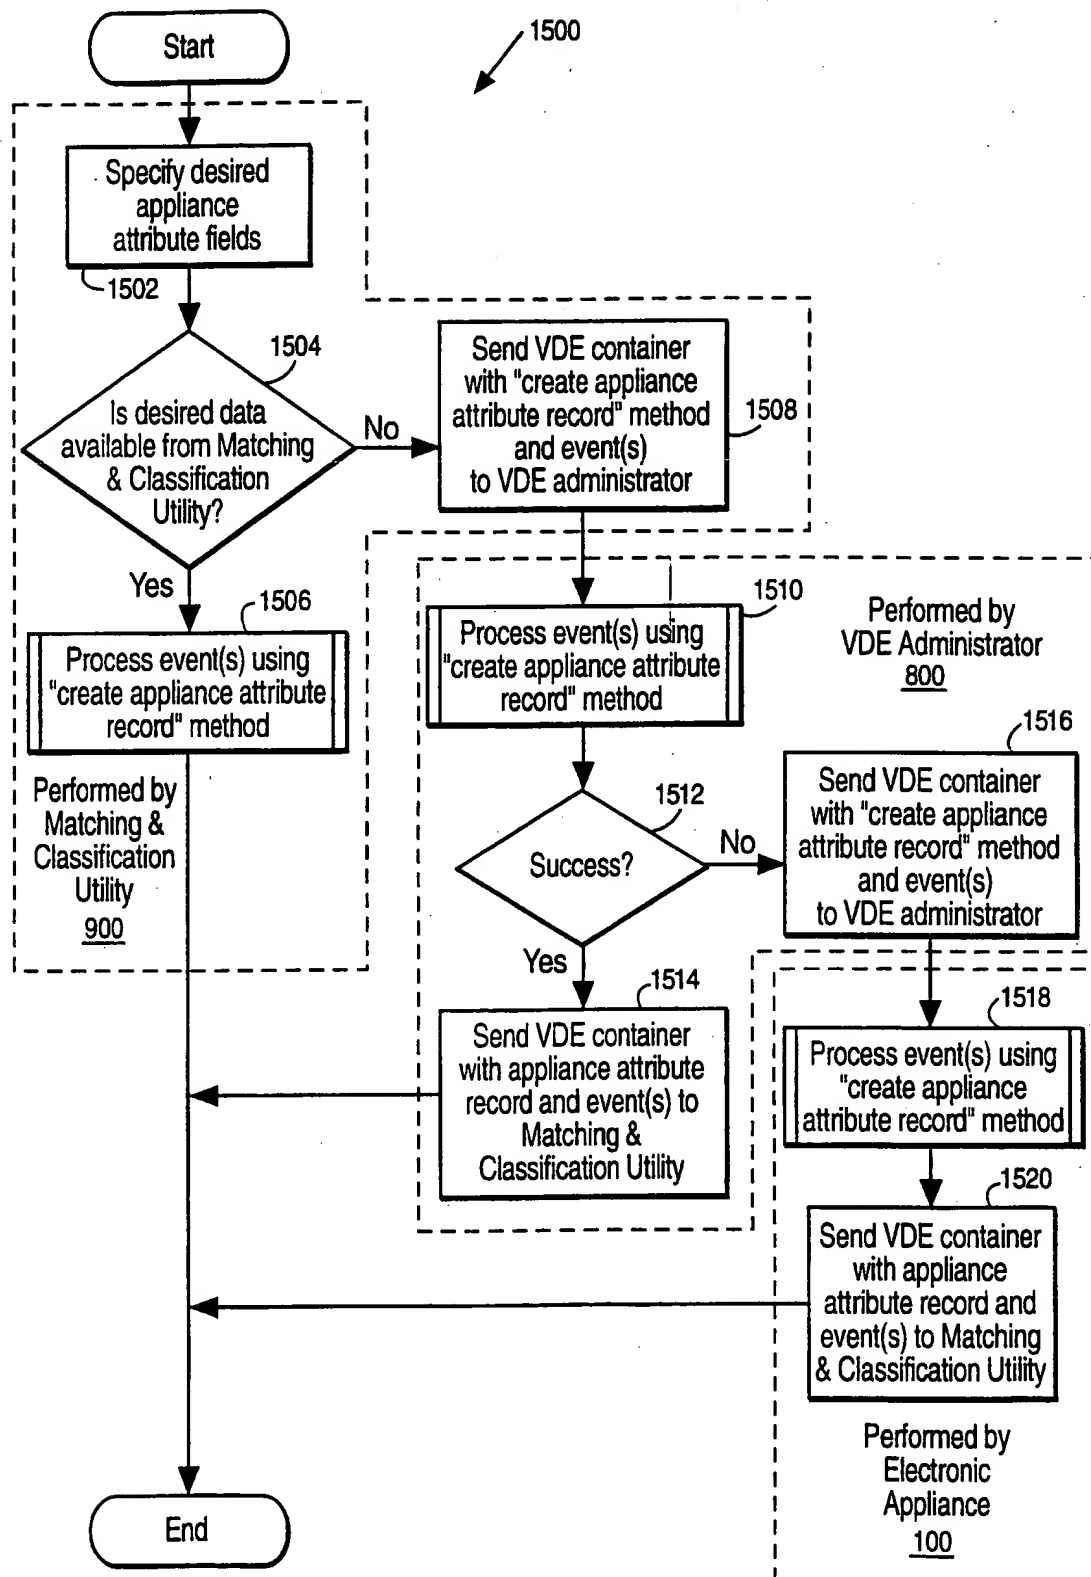 1500
Start
Specify desired
appliance
attribute fields
1502
1504
Is desired data
available from Matching
& Classification
Utility?
No
Send VDE container
with "create appliance
attribute record" method
and event(s)
to VDE administrator
1508
Yes
1506
Process event(s) using
"create appliance attribute
record" method
Performed by
Matching &
Classification
Utility
900
1510
Process event(s) using
"create appliance attribute
record" method
Performed by
VDE Administrator
800
1512
Success?
No
1516
Send VDE container
with "create appliance
attribute record" method
and event(s)
to VDE administrator
Yes
1514
Send VDE container
with appliance attribute
record and event(s) to
Matching &
Classification Utility
1518
Process event(s) using
"create appliance
attribute record" method
1520
Send VDE container
with appliance
attribute record and
event(s) to Matching
& Classification Utility
Performed by
Electronic
Appliance
100
End